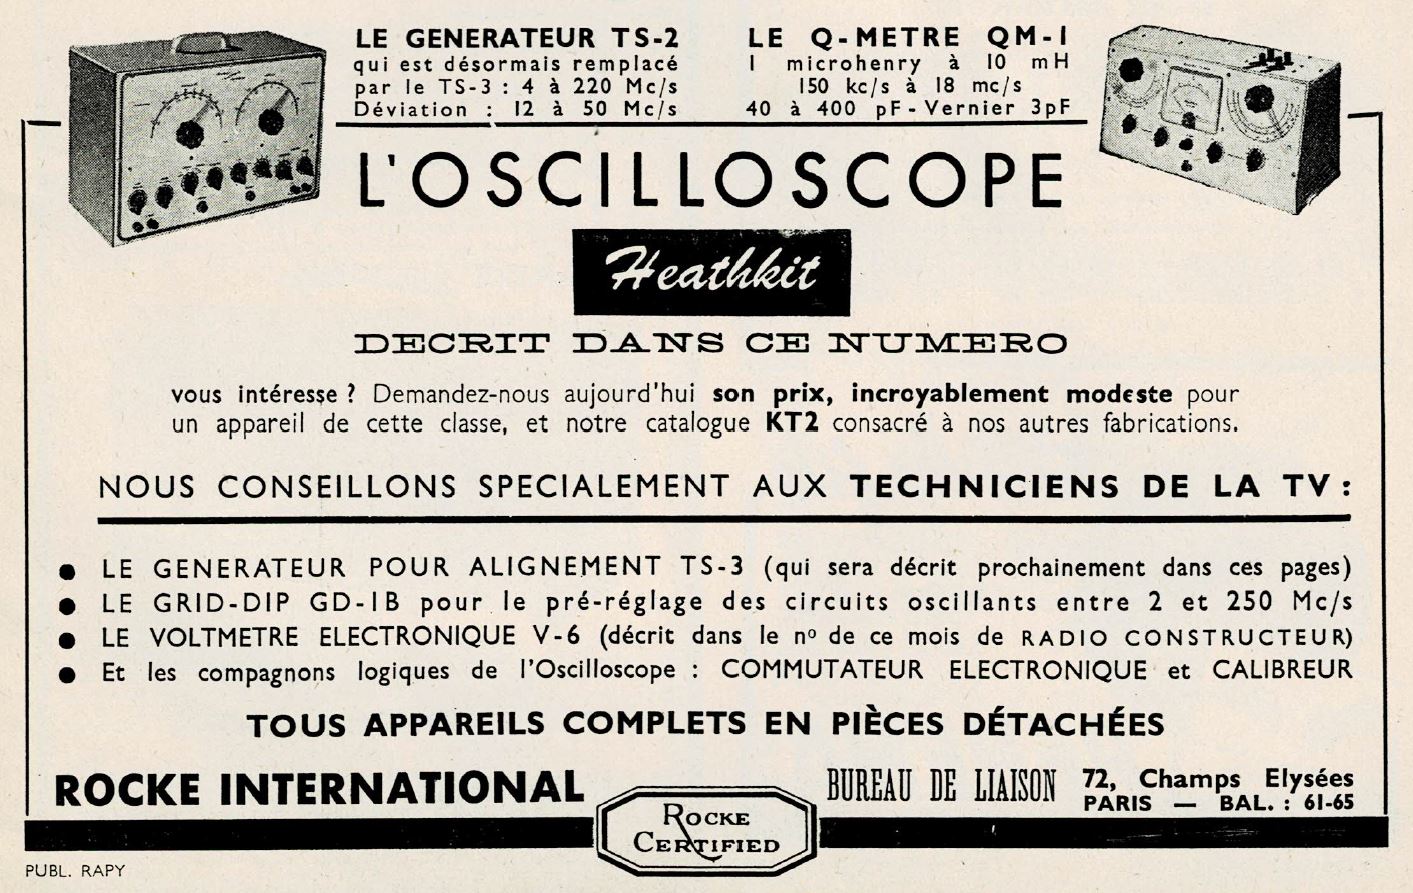 LE GENERATEUR TS-2
qui est désormais remplacé
par le TS-3 : 4 à 220 Mc/s
Déviation : 12 à 50 Mc/s
LE Q-METRE QM-1
1 microhenry à 10 mH
150 kc/s à 18 mc/s
40 à 400 pF - Vernier 3pF
L'OSCILLOSCOPE
Heathkit
DECRIT DANS CE NUMERO
vous intéresse ? Demandez-nous aujourd'hui son prix, incroyablement modeste pour
un appareil de cette classe, et notre catalogue KT2 consacré à nos autres fabrications.
NOUS CONSEILLONS SPECIALEMENT AUX TECHNICIENS DE LA TV :
● LE GENERATEUR POUR ALIGNEMENT TS-3 (qui sera décrit prochainement dans ces pages)
● LE GRID-DIP GD-1B pour le pré-réglage des circuits oscillants entre 2 et 250 Mc/s
● LE VOLTMETRE ELECTRONIQUE V-6 (décrit dans le nº de ce mois de RADIO CONSTRUCTEUR)
● Et les compagnons logiques de l'Oscilloscope : COMMUTATEUR ELECTRONIQUE et CALIBREUR
TOUS APPAREILS COMPLETS EN PIÈCES DÉTACHÉES
ROCKE INTERNATIONAL
BUREAU DE LIAISON
72, Champs Elysées
PARIS — BAL. : 61-65
ROCKE
CERTIFIED
PUBL. RAPY